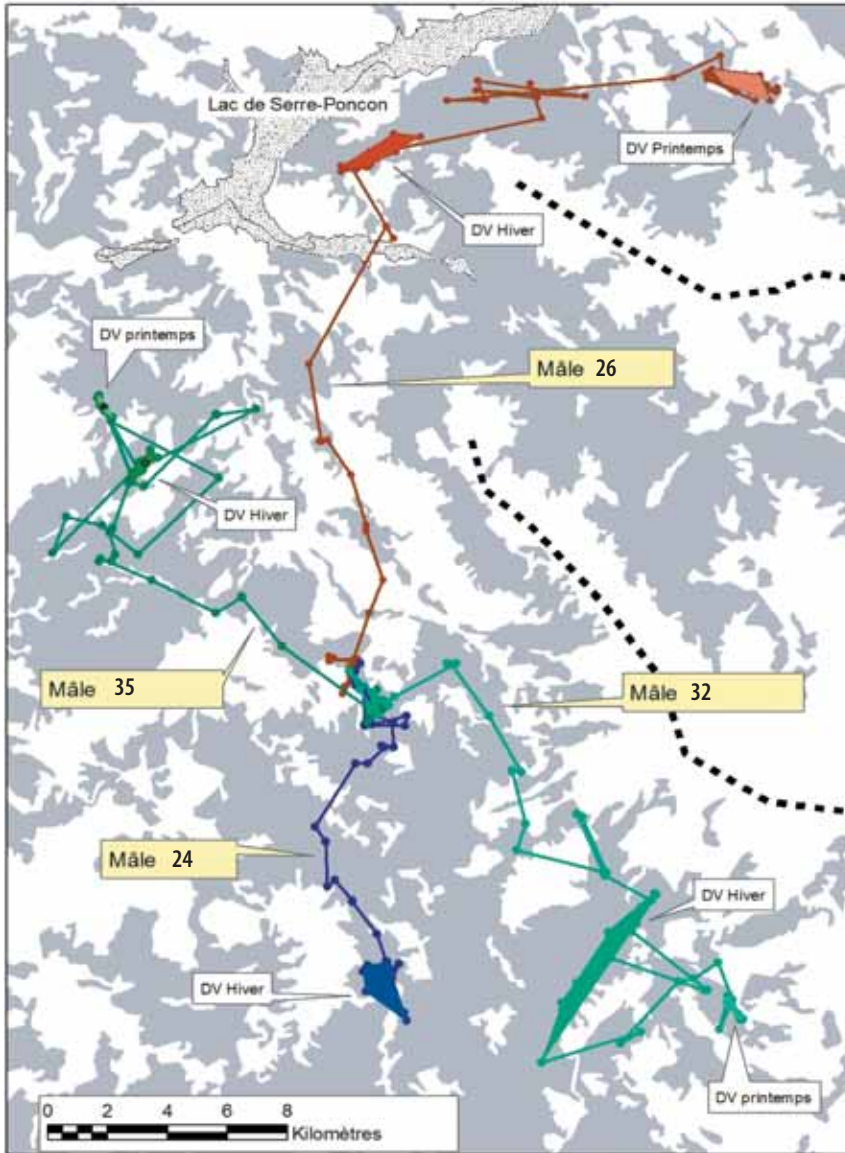 Lac de Serre-Poncon
DV Printemps
DV Hiver
DV printemps
Mâle 26
DV Hiver
Mâle 35
Mâle 32
Mâle 24
DV Hiver
DV Hiver
DV printemps
0 2 4 6 8
Kilomètres